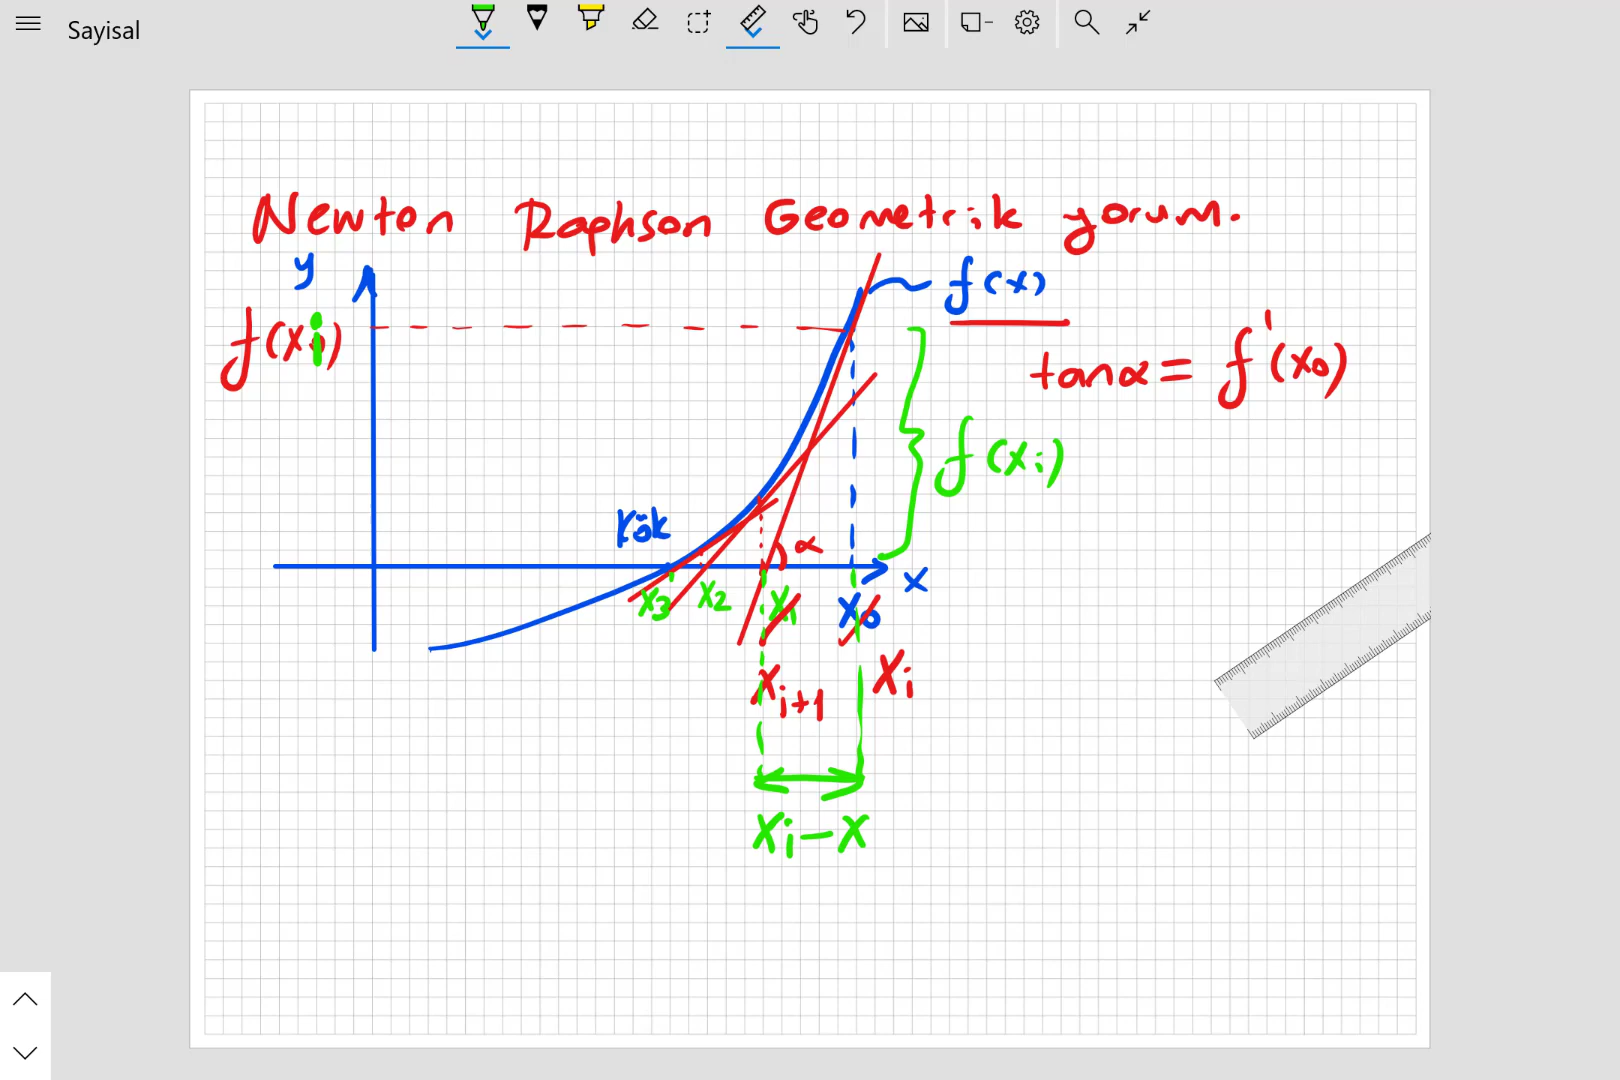 Sayisal
Newton Raphson Geometrik yorum.
y
f(x)
f(xi)
tanα = f'(x0)
f(xi)
Kök
α
x
x3 x2 x1 x0
xi+1 xi
xi-x